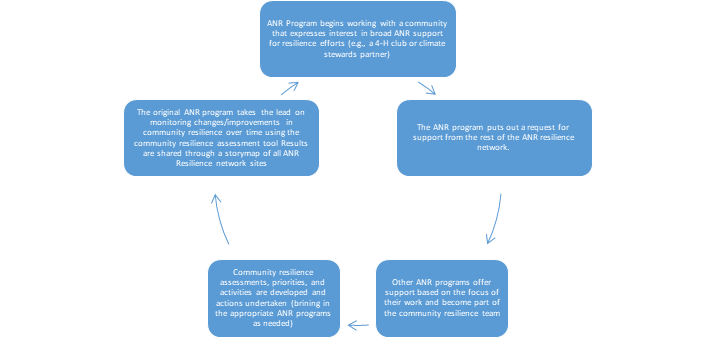 ANR Program begins working with a community
that expresses interest in broad ANR support
for resilience efforts (e.g., a 4-H club or climate
stewards partner)
The ANR program puts out a request for
support from the rest of the ANR resilience
network.
Other ANR programs offer
support based on the focus of
their work and become part of
the community resilience team
Community resilience
assessments, priorities, and
activities are developed and
actions undertaken (brining in
the appropriate ANR programs
as needed)
The original ANR program takes the lead on
monitoring changes/improvements in
community resilience over time using the
community resilience assessment tool Results
are shared through a storymap of all ANR
Resilience network sites